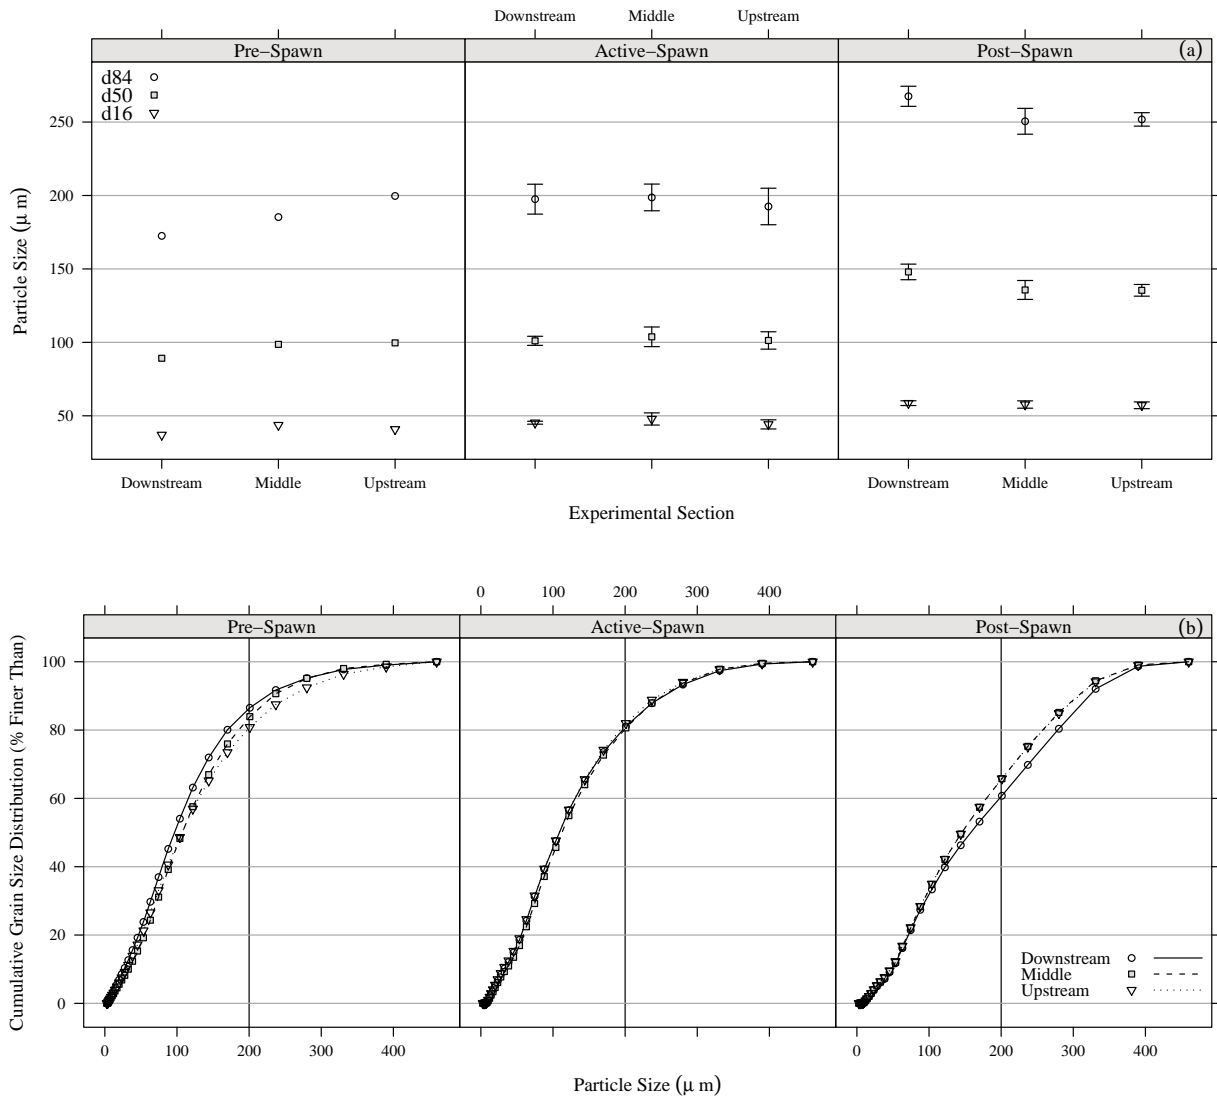 Downstream Middle Upstream
Pre−Spawn Active−Spawn Post−Spawn (a)
d84
d50
d16
250
200
150
100
50
Particle Size (μ m)
Downstream Middle Upstream Downstream Middle Upstream
Experimental Section
0 100 200 300 400
Pre−Spawn Active−Spawn Post−Spawn (b)
100
80
60
40
20
0
Cumulative Grain Size Distribution (% Finer Than)
Downstream
Middle
Upstream
0 100 200 300 400 0 100 200 300 400
Particle Size (μ m)